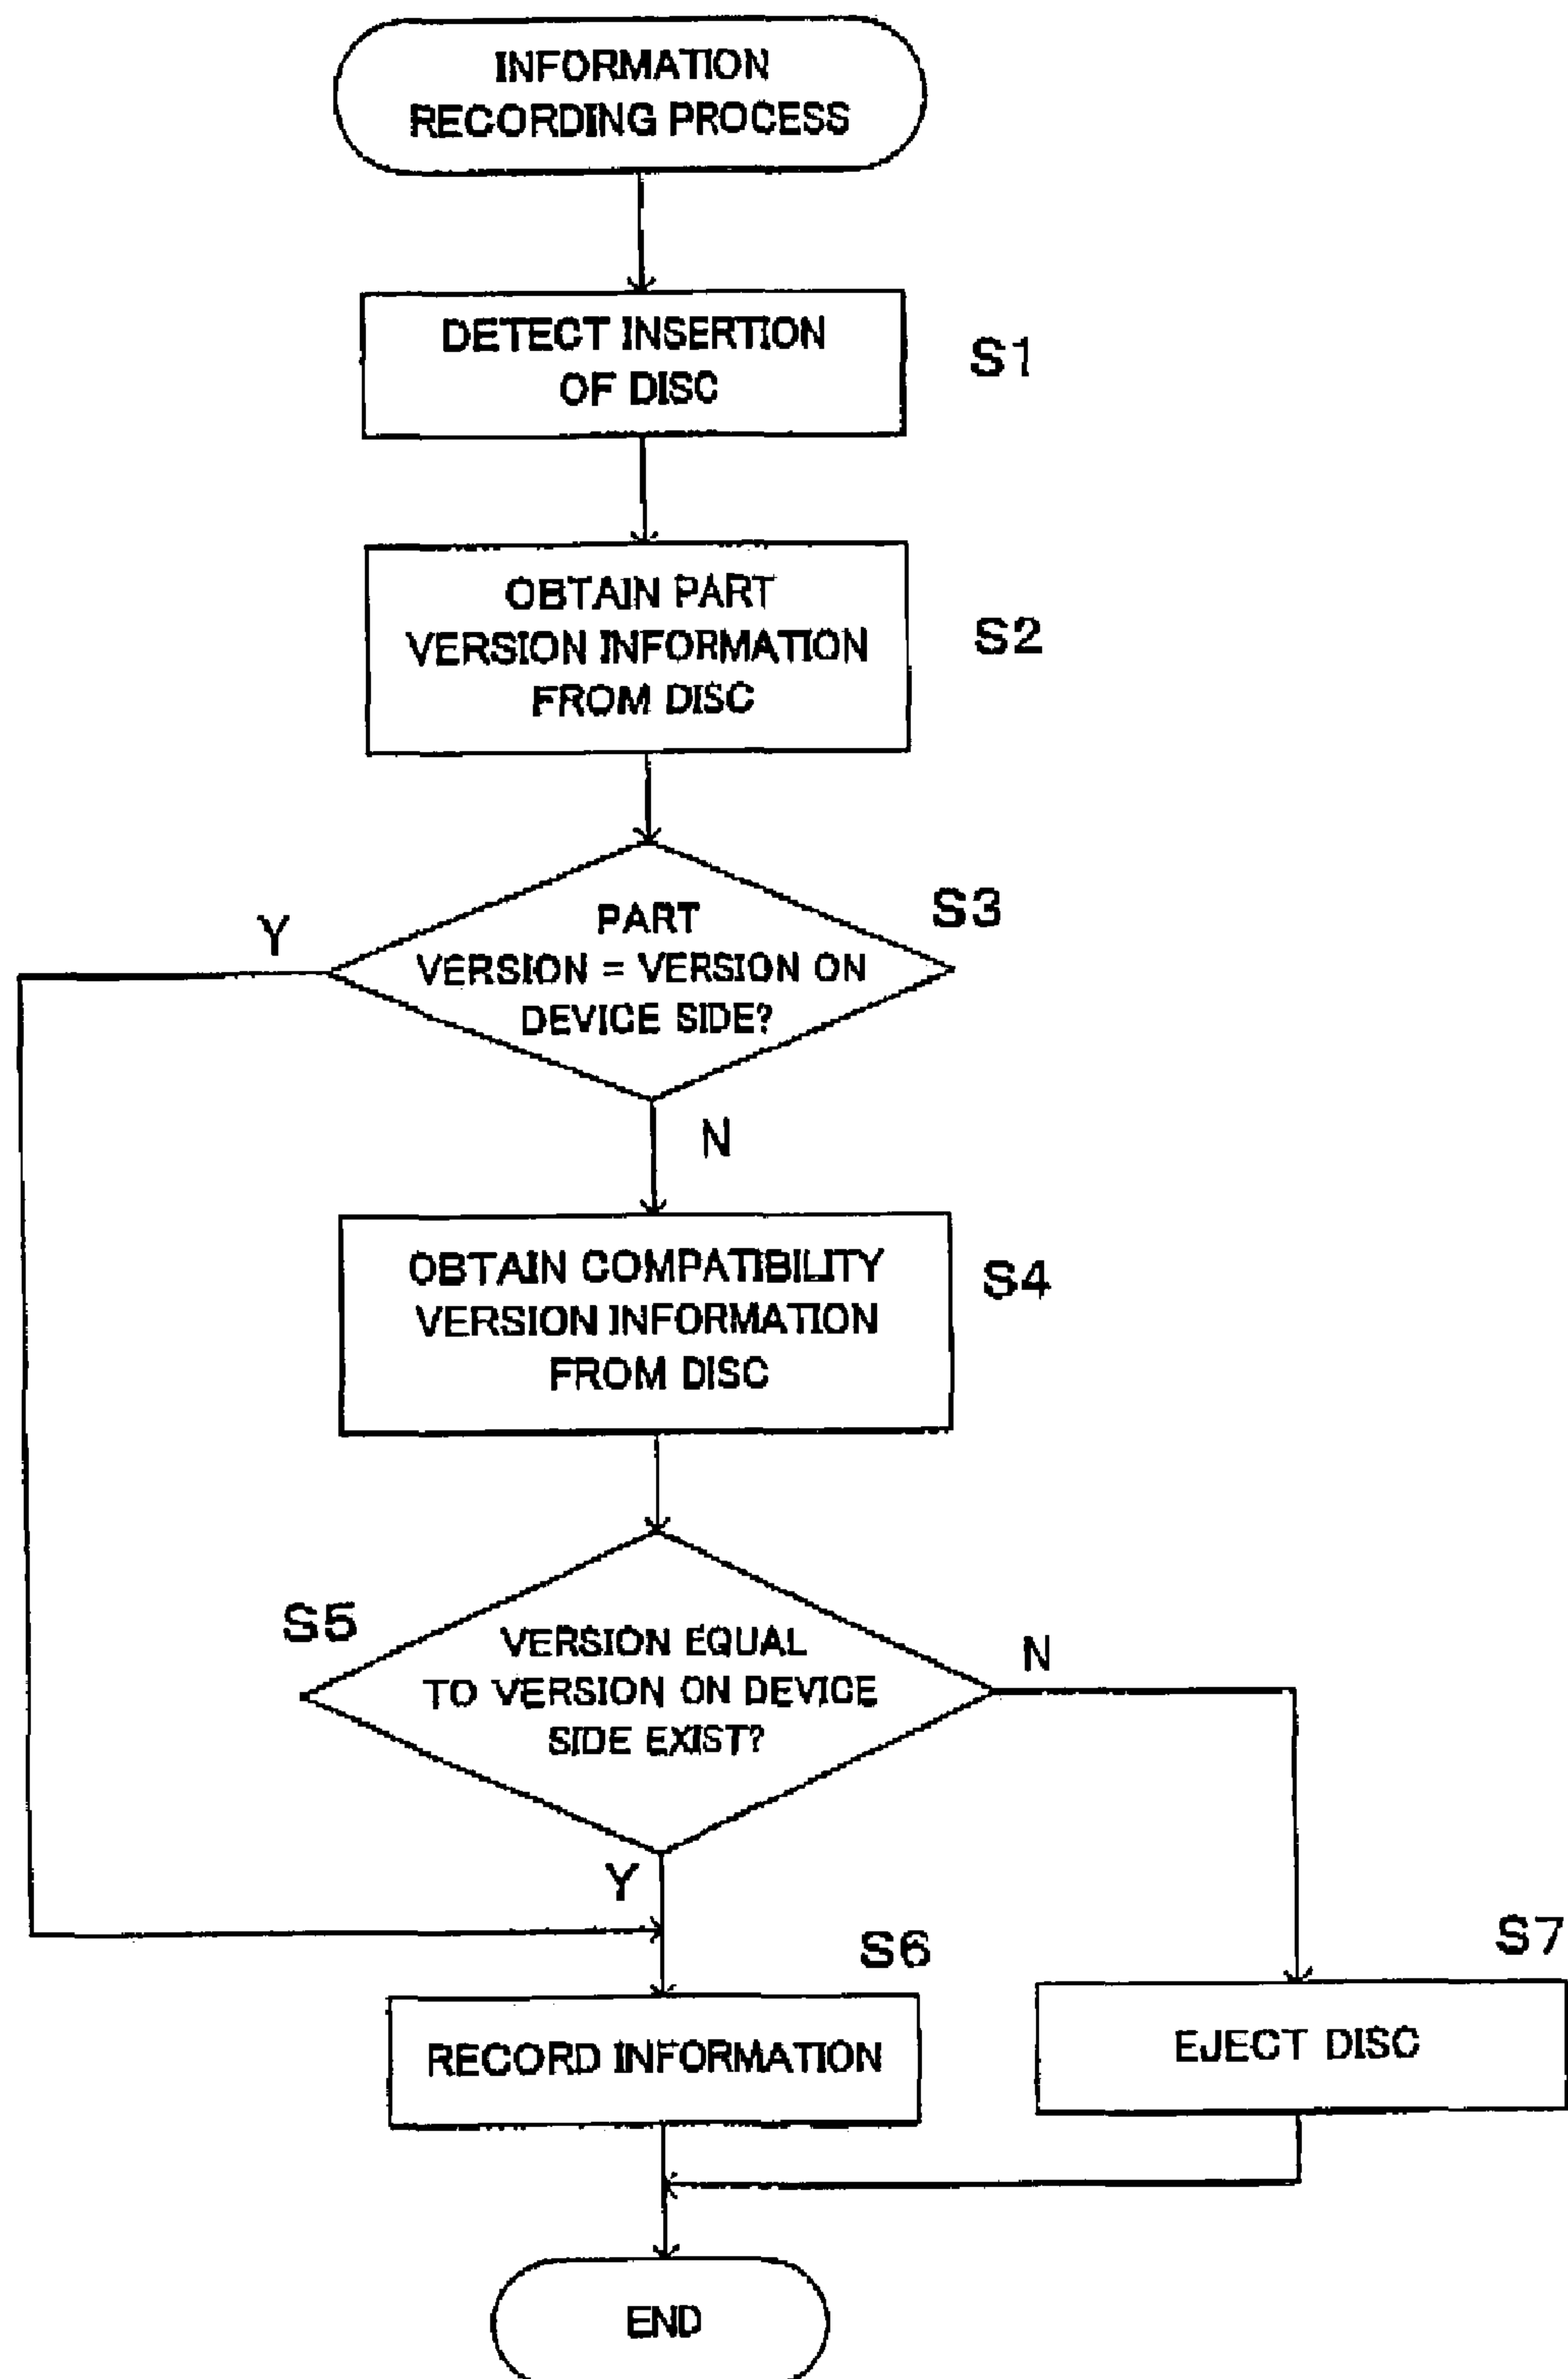 INFORMATION
RECORDING PROCESS
DETECT INSERTION
OF DISC
S1
OBTAIN PART
VERSION INFORMATION
FROM DISC
S2
PART
VERSION = VERSION ON
DEVICE SIDE?
S3
Y
N
OBTAIN COMPATIBILITY
VERSION INFORMATION
FROM DISC
S4
S5
VERSION EQUAL
TO VERSION ON DEVICE
SIDE EXIST?
N
Y
S6
S7
RECORD INFORMATION
EJECT DISC
END